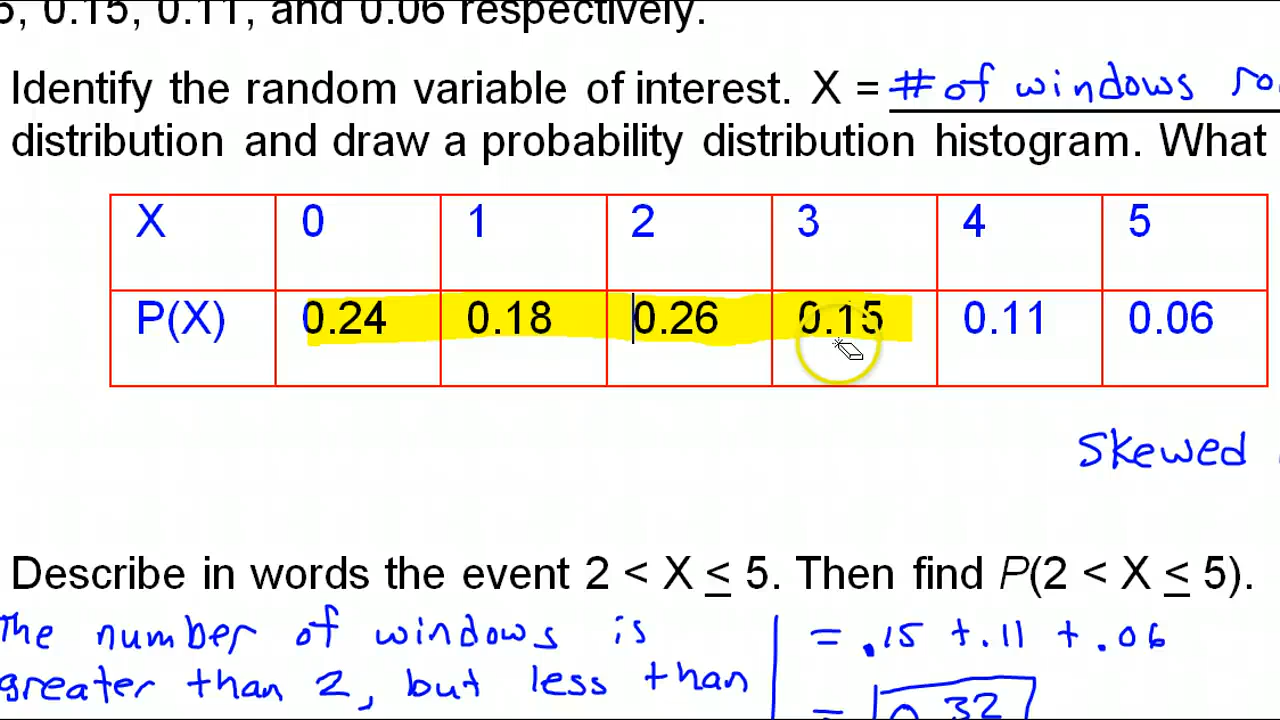 5, 0.15, 0.11, and 0.06 respectively.
Identify the random variable of interest. X = # of windows
distribution and draw a probability distribution histogram. What
X 0 1 2 3 4 5
P(X) 0.24 0.18 0.26 0.15 0.11 0.06
Skewed
Describe in words the event 2 < X ≤ 5. Then find P(2 < X ≤ 5).
The number of windows is
greater than 2, but less than
= .15 + .11 + .06
= 0.32